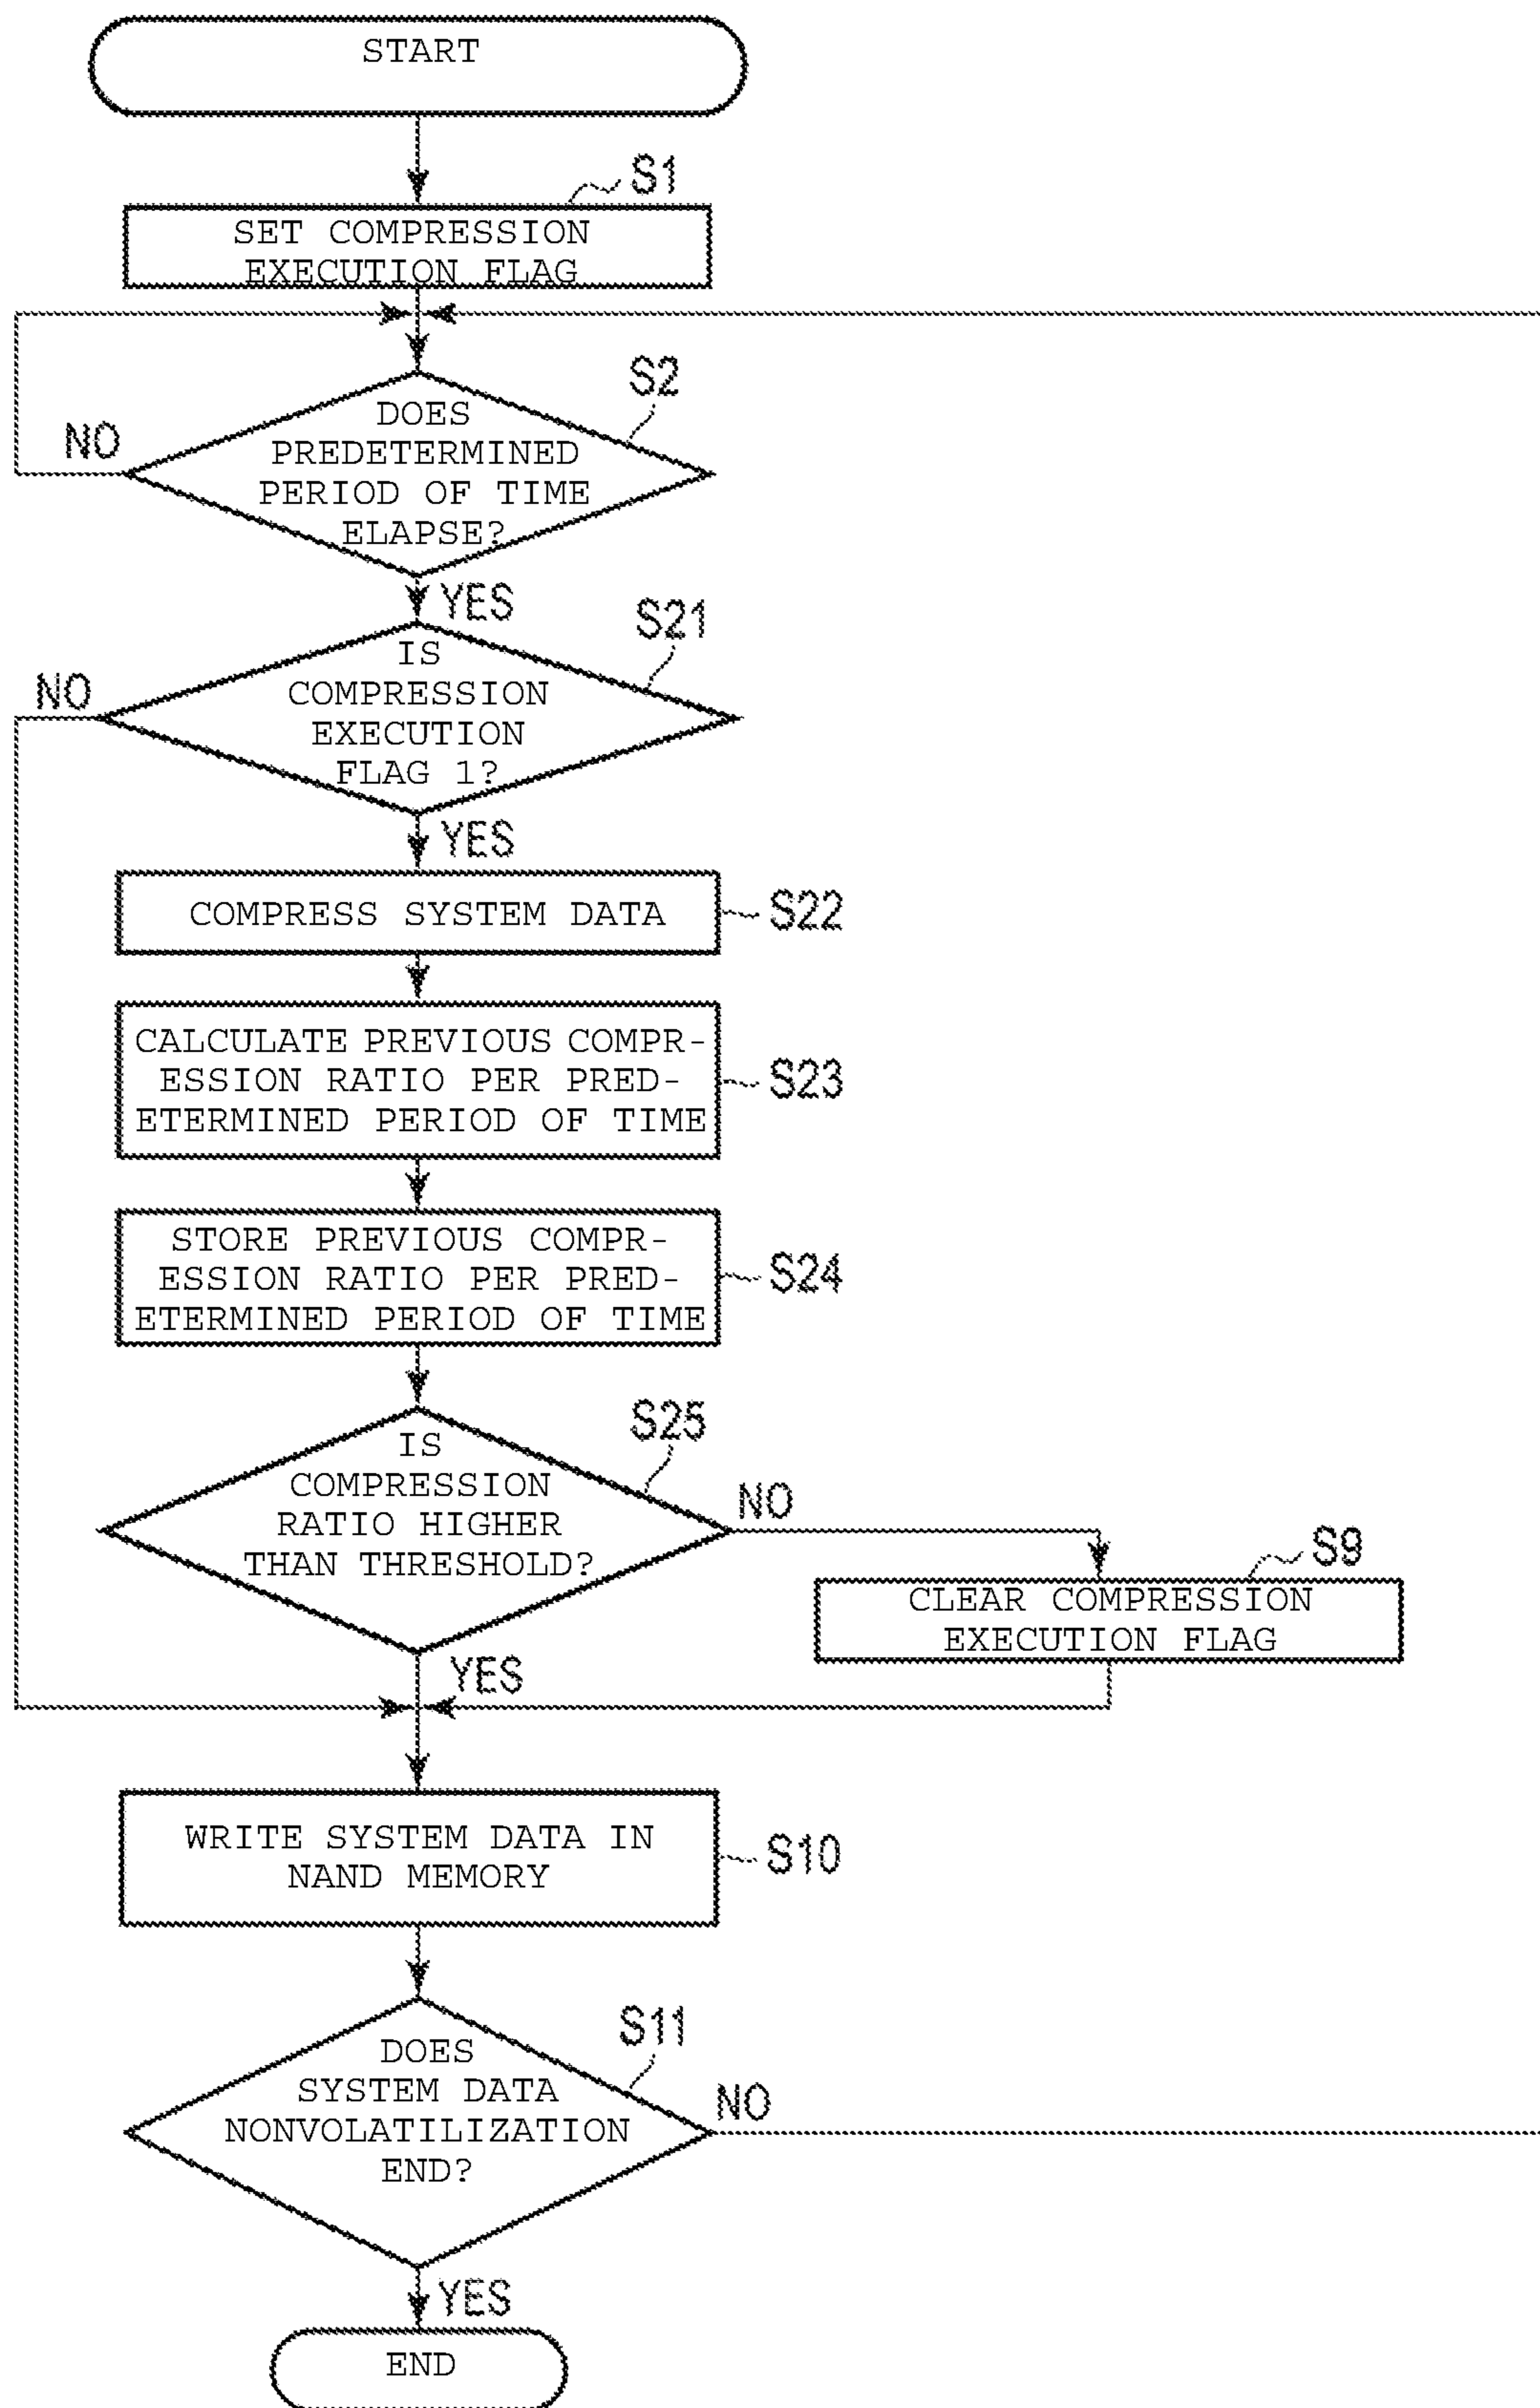 START
S1
SET COMPRESSION
EXECUTION FLAG
S2
DOES
PREDETERMINED
PERIOD OF TIME
ELAPSE?
NO
YES
S21
IS
COMPRESSION
EXECUTION
FLAG 1?
NO
YES
COMPRESS SYSTEM DATA
S22
CALCULATE PREVIOUS COMPR-
ESSION RATIO PER PRED-
ETERMINED PERIOD OF TIME
S23
STORE PREVIOUS COMPR-
ESSION RATIO PER PRED-
ETERMINED PERIOD OF TIME
S24
S25
IS
COMPRESSION
RATIO HIGHER
THAN THRESHOLD?
NO
S9
CLEAR COMPRESSION
EXECUTION FLAG
YES
WRITE SYSTEM DATA IN
NAND MEMORY
S10
S11
DOES
SYSTEM DATA
NONVOLATILIZATION
END?
NO
YES
END